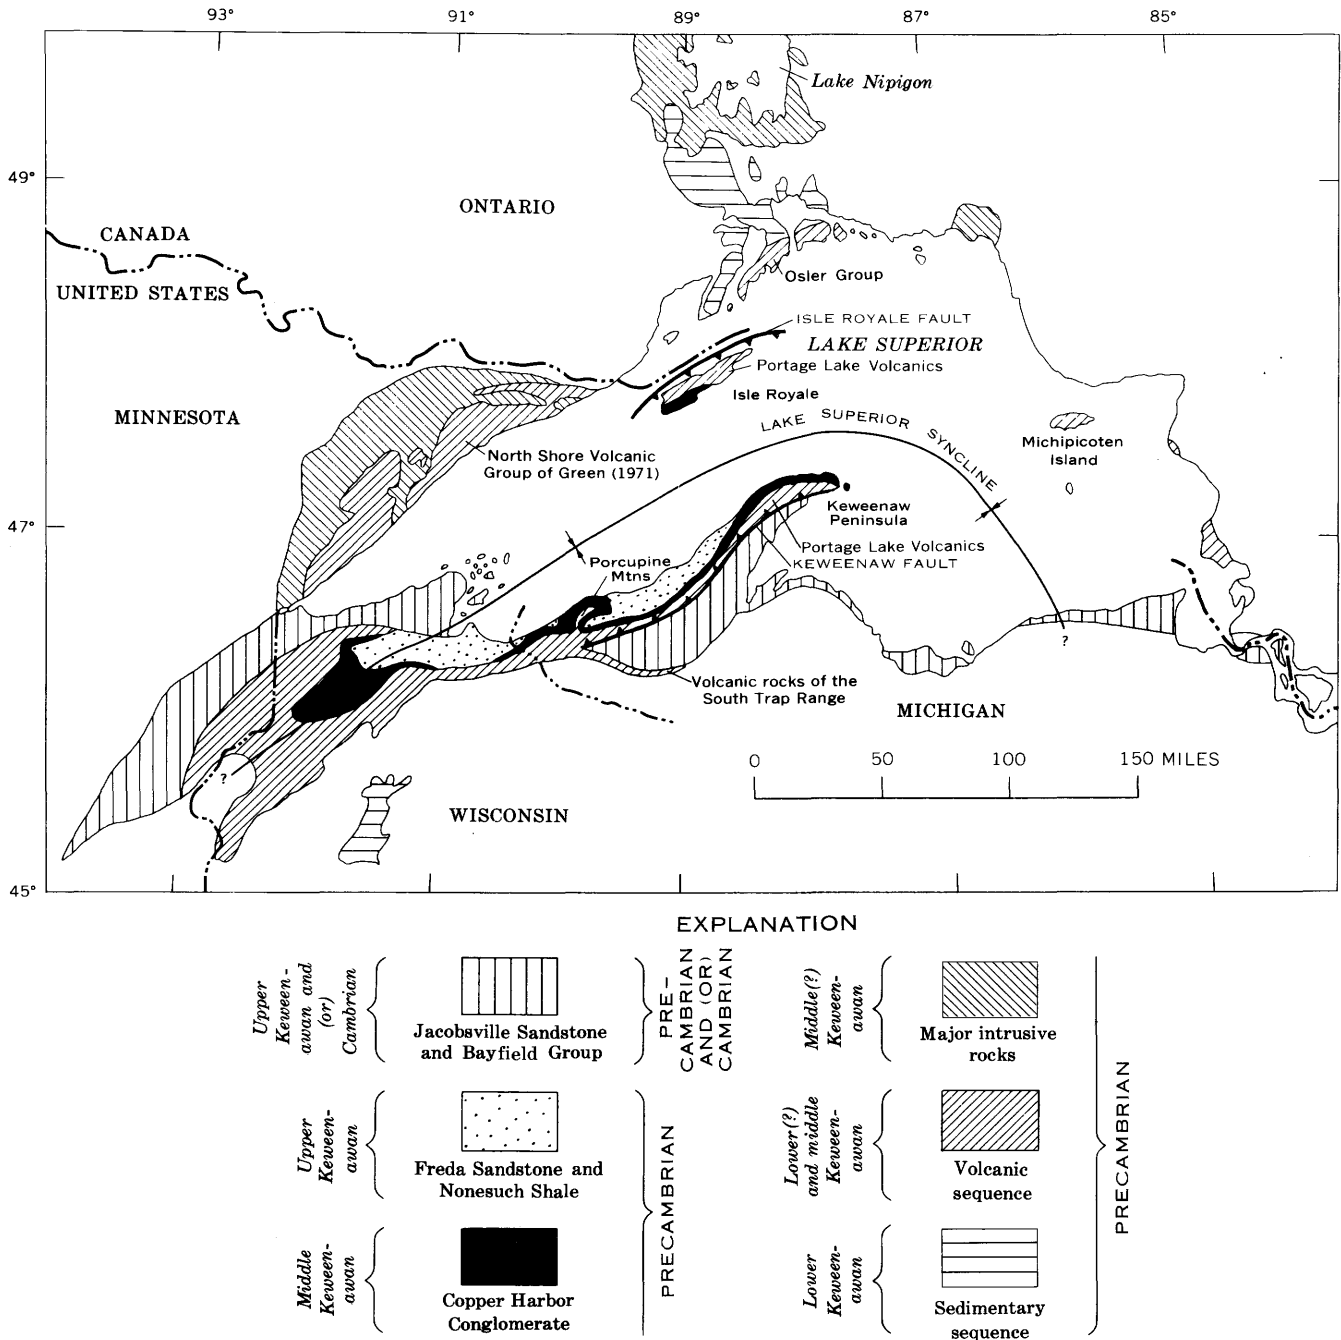 93°
91°
89°
87°
85°
Lake Nipigon
49°
ONTARIO
CANADA
UNITED STATES
Osler Group
ISLE ROYALE FAULT
LAKE SUPERIOR
Portage Lake Volcanics
Isle Royale
MINNESOTA
LAKE SUPERIOR SYNCLINE
Michipicoten
Island
North Shore Volcanic
Group of Green (1971)
47°
Keweenaw
Peninsula
Portage Lake Volcanics
KEWEENAW FAULT
Porcupine
Mtns
?
Volcanic rocks of the
South Trap Range
MICHIGAN
?
0 50 100 150 MILES
WISCONSIN
45°
EXPLANATION
Upper
Keween-
awan and
(or)
Cambrian
Jacobsville Sandstone
and Bayfield Group
PRE-
CAMBRIAN
AND (OR)
CAMBRIAN
Upper
Keween-
awan
Freda Sandstone and
Nonesuch Shale
Middle
Keween-
awan
Copper Harbor
Conglomerate
PRECAMBRIAN
Middle(?)
Keween-
awan
Major intrusive
rocks
Lower(?)
and middle
Keween-
awan
Volcanic
sequence
Lower
Keween-
awan
Sedimentary
sequence
PRECAMBRIAN